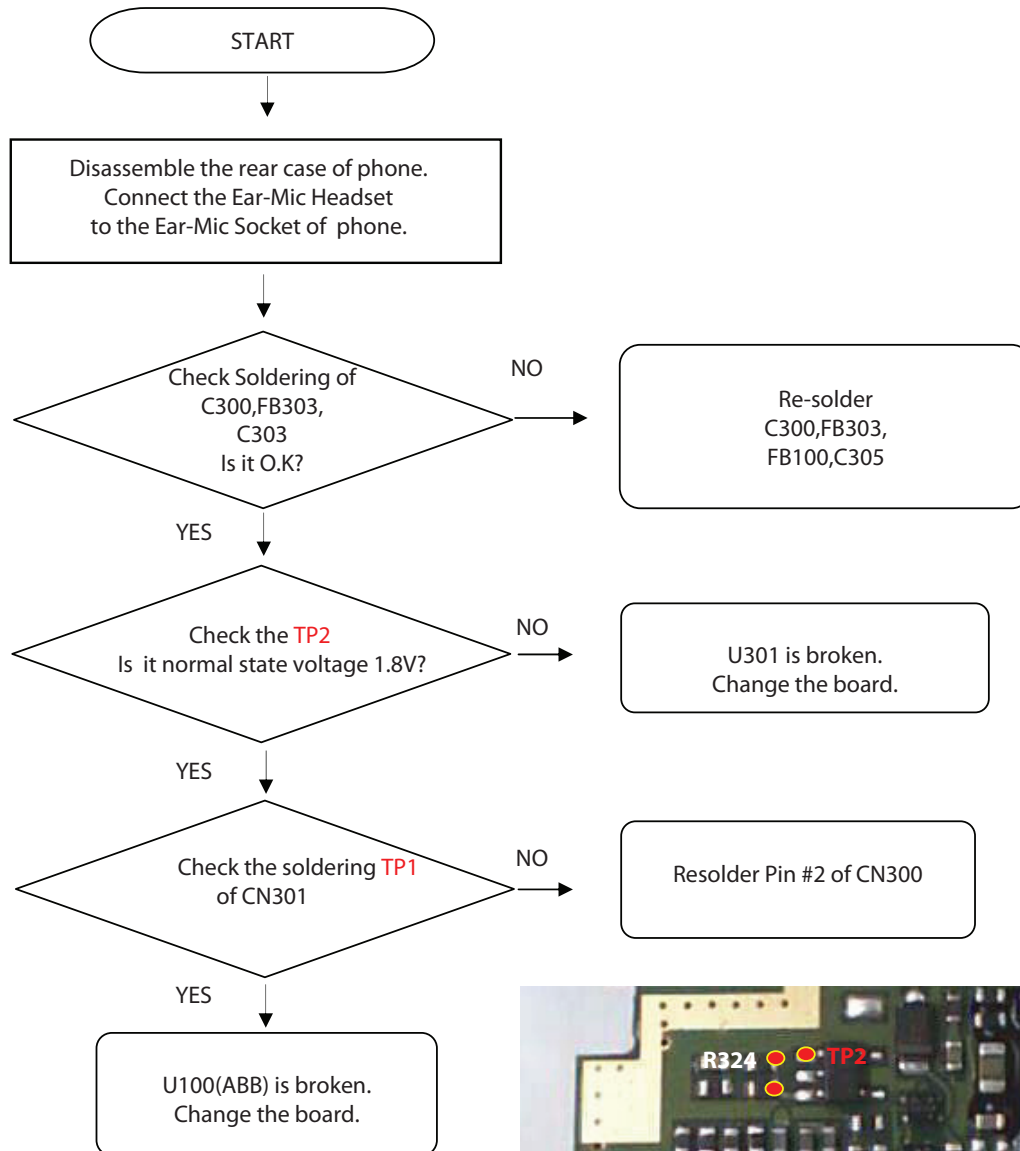 START
Disassemble the rear case of phone.
Connect the Ear-Mic Headset
to the Ear-Mic Socket of phone.
Check Soldering of
C300,FB303,
C303
Is it O.K?
NO
Re-solder
C300,FB303,
FB100,C305
YES
Check the TP2
Is it normal state voltage 1.8V?
NO
U301 is broken.
Change the board.
YES
Check the soldering TP1
of CN301
NO
Resolder Pin #2 of CN300
YES
U100(ABB) is broken.
Change the board.
R324
TP2